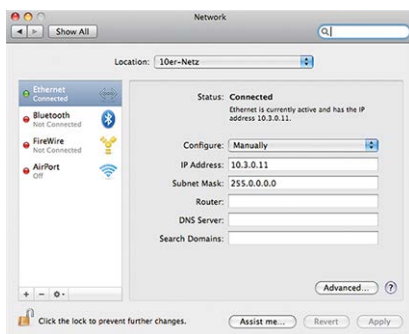 Network
Show All
Location: 10er-Netz
Ethernet
Connected
Bluetooth
Not Connected
FireWire
Not Connected
AirPort
Off
Status: Connected
Ethernet is currently active and has the IP
address 10.3.0.11.
Configure: Manually
IP Address: 10.3.0.11
Subnet Mask: 255.0.0.0
Router:
DNS Server:
Search Domains:
Advanced... ?
+ −
Click the lock to prevent further changes.
Assist me... Revert Apply